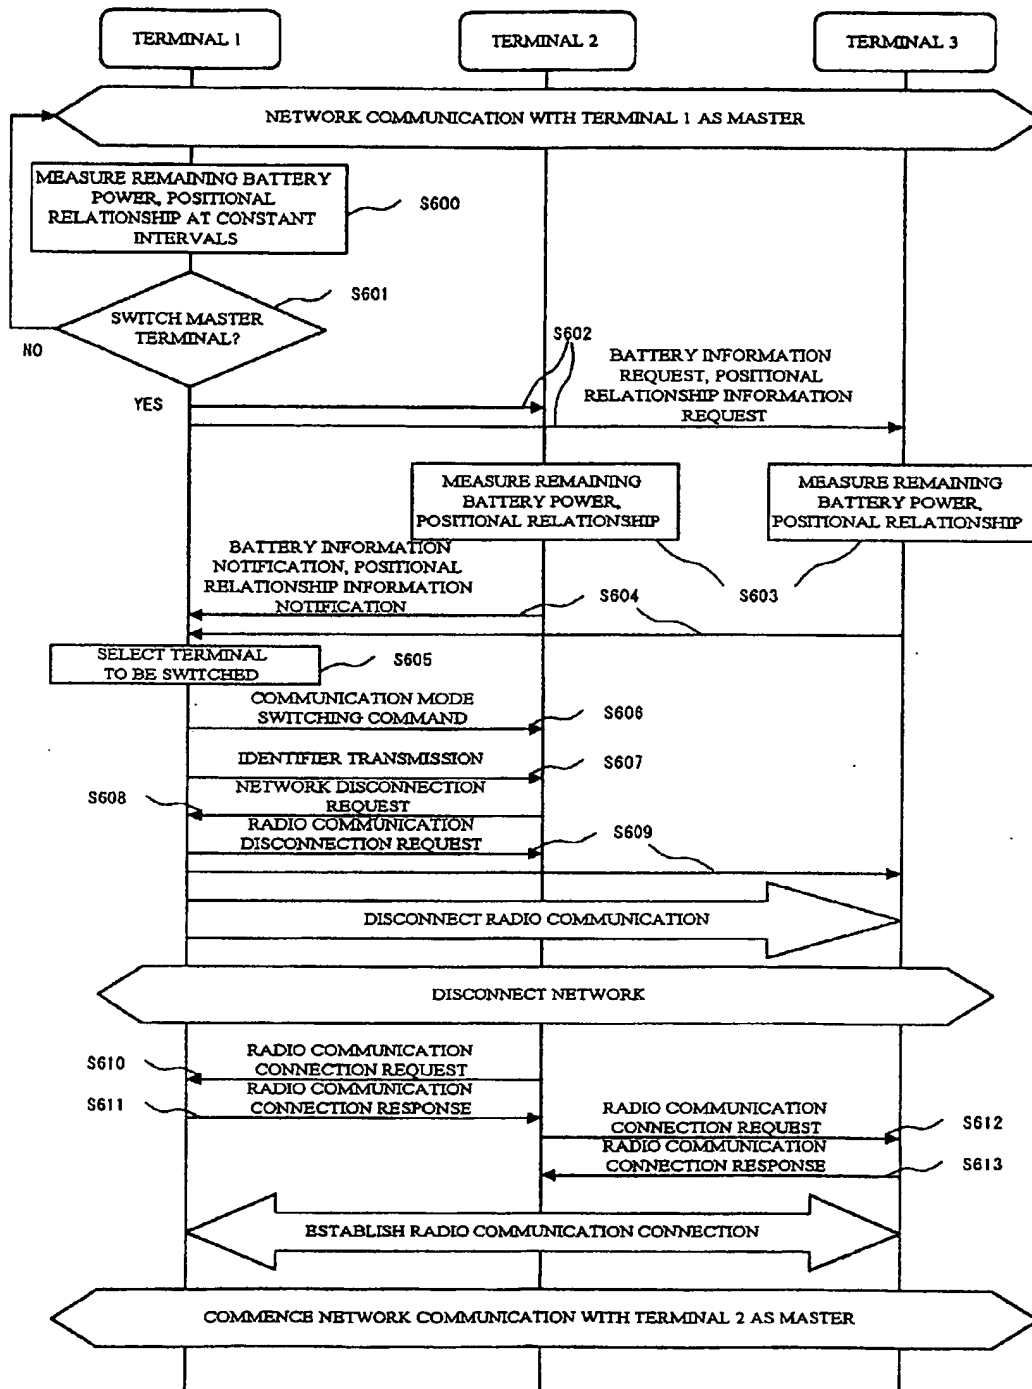 TERMINAL 1
TERMINAL 2
TERMINAL 3
NETWORK COMMUNICATION WITH TERMINAL 1 AS MASTER
MEASURE REMAINING BATTERY
POWER, POSITIONAL
RELATIONSHIP AT CONSTANT
INTERVALS
S600
S601
SWITCH MASTER
TERMINAL?
NO
YES
S602
BATTERY INFORMATION
REQUEST, POSITIONAL
RELATIONSHIP INFORMATION
REQUEST
MEASURE REMAINING
BATTERY POWER,
POSITIONAL RELATIONSHIP
MEASURE REMAINING
BATTERY POWER,
POSITIONAL RELATIONSHIP
S603
BATTERY INFORMATION
NOTIFICATION, POSITIONAL
RELATIONSHIP INFORMATION
NOTIFICATION
S604
SELECT TERMINAL
TO BE SWITCHED
S605
COMMUNICATION MODE
SWITCHING COMMAND
S606
IDENTIFIER TRANSMISSION
S607
NETWORK DISCONNECTION
REQUEST
S608
RADIO COMMUNICATION
DISCONNECTION REQUEST
S609
DISCONNECT RADIO COMMUNICATION
DISCONNECT NETWORK
RADIO COMMUNICATION
CONNECTION REQUEST
S610
RADIO COMMUNICATION
CONNECTION RESPONSE
S611
RADIO COMMUNICATION
CONNECTION REQUEST
S612
RADIO COMMUNICATION
CONNECTION RESPONSE
S613
ESTABLISH RADIO COMMUNICATION CONNECTION
COMMENCE NETWORK COMMUNICATION WITH TERMINAL 2 AS MASTER